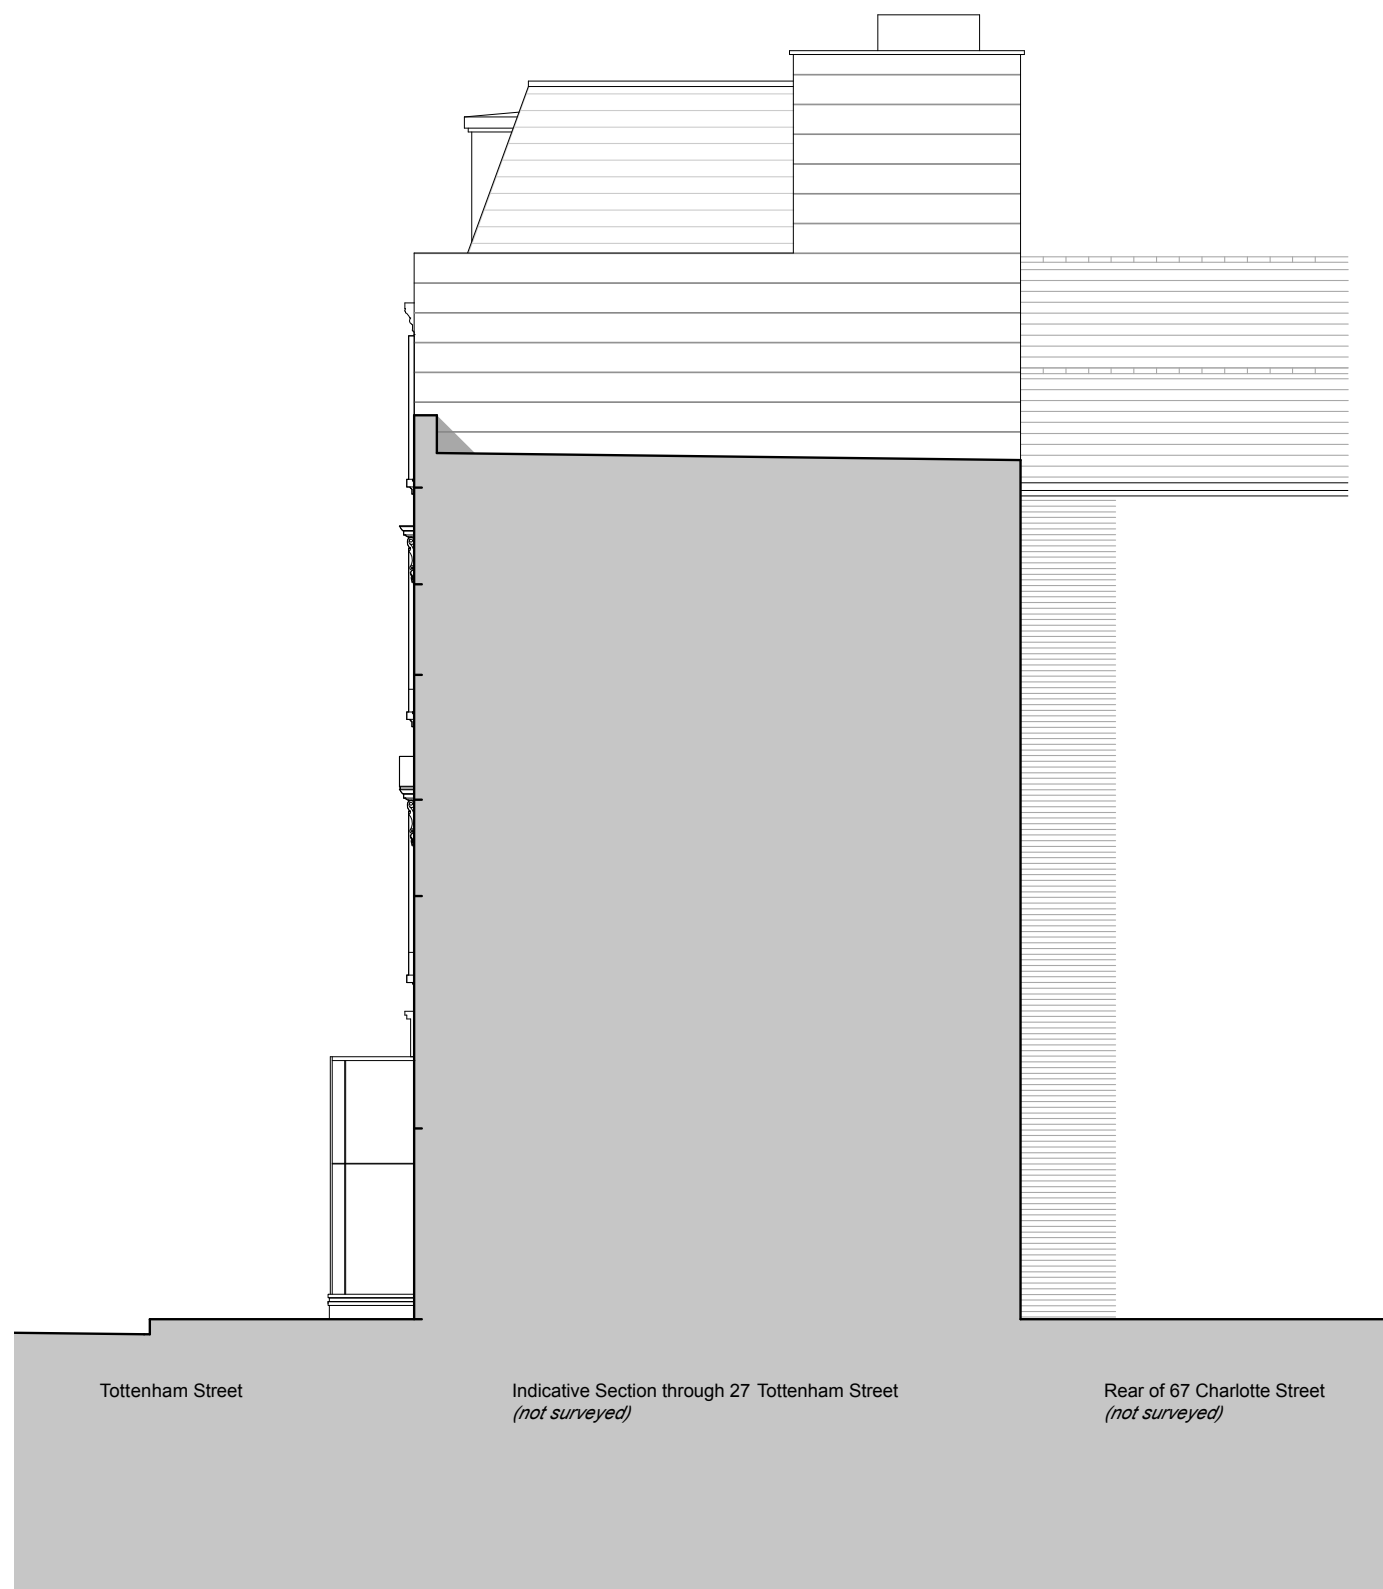 Tottenham Street
Indicative Section through 27 Tottenham Street
(not surveyed)
Rear of 67 Charlotte Street
(not surveyed)